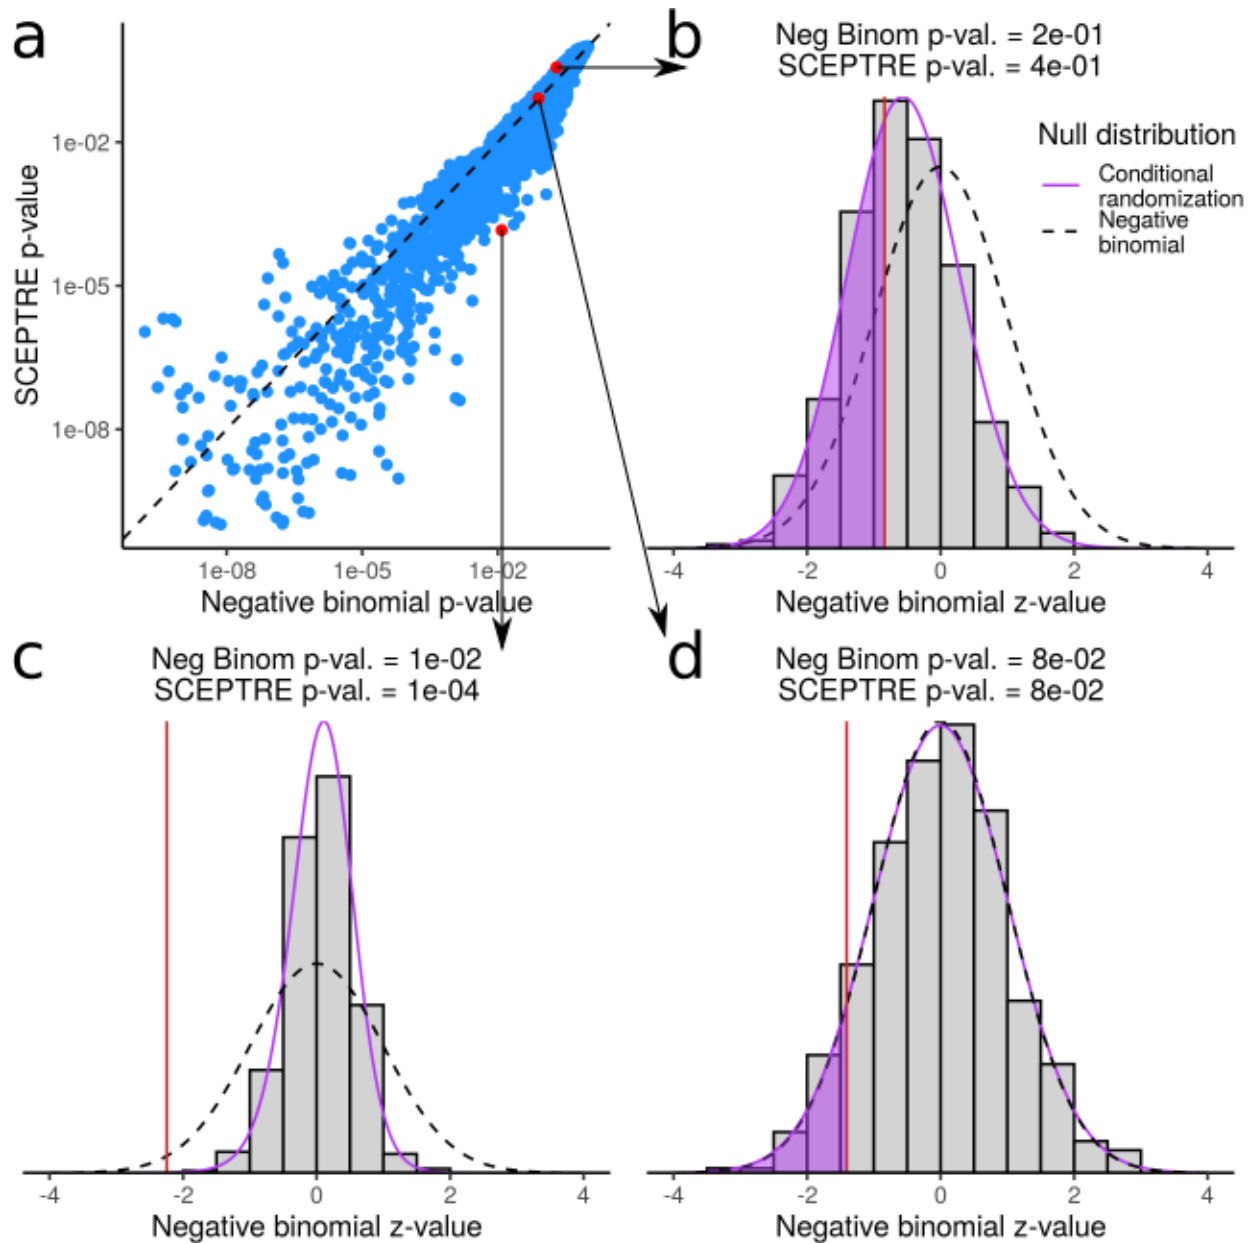 a
SCEPTRE p-value
1e-02
1e-05
1e-08
1e-08 1e-05 1e-02
Negative binomial p-value
b
Neg Binom p-val. = 2e-01
SCEPTRE p-val. = 4e-01
Null distribution
Conditional
randomization
Negative
binomial
-4 -2 0 2 4
Negative binomial z-value
c
Neg Binom p-val. = 1e-02
SCEPTRE p-val. = 1e-04
-4 -2 0 2 4
Negative binomial z-value
d
Neg Binom p-val. = 8e-02
SCEPTRE p-val. = 8e-02
-4 -2 0 2 4
Negative binomial z-value